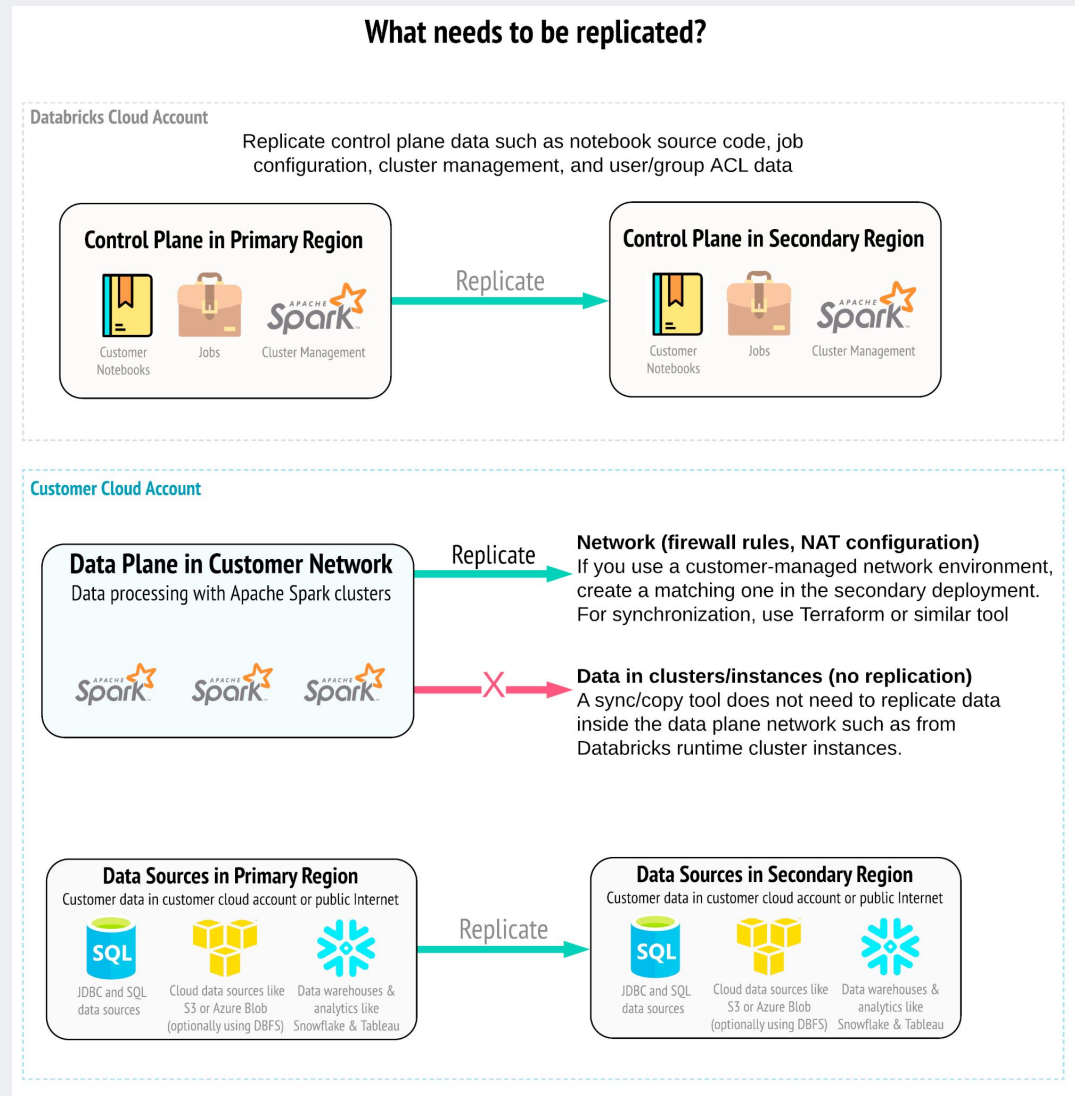 What needs to be replicated?
Databricks Cloud Account
Replicate control plane data such as notebook source code, job
configuration, cluster management, and user/group ACL data
Control Plane in Primary Region
APACHE
Spark™
Customer
Notebooks
Jobs
Cluster Management
Replicate
Control Plane in Secondary Region
APACHE
Spark™
Customer
Notebooks
Jobs
Cluster Management
Customer Cloud Account
Data Plane in Customer Network
Data processing with Apache Spark clusters
APACHE
Spark™
APACHE
Spark™
APACHE
Spark™
Replicate
Network (firewall rules, NAT configuration)
If you use a customer-managed network environment,
create a matching one in the secondary deployment.
For synchronization, use Terraform or similar tool
X
Data in clusters/instances (no replication)
A sync/copy tool does not need to replicate data
inside the data plane network such as from
Databricks runtime cluster instances.
Data Sources in Primary Region
Customer data in customer cloud account or public Internet
SQL
JDBC and SQL
data sources
Cloud data sources like
S3 or Azure Blob
(optionally using DBFS)
Data warehouses &
analytics like
Snowflake & Tableau
Replicate
Data Sources in Secondary Region
Customer data in customer cloud account or public Internet
SQL
JDBC and SQL
data sources
Cloud data sources like
S3 or Azure Blob
(optionally using DBFS)
Data warehouses &
analytics like
Snowflake & Tableau